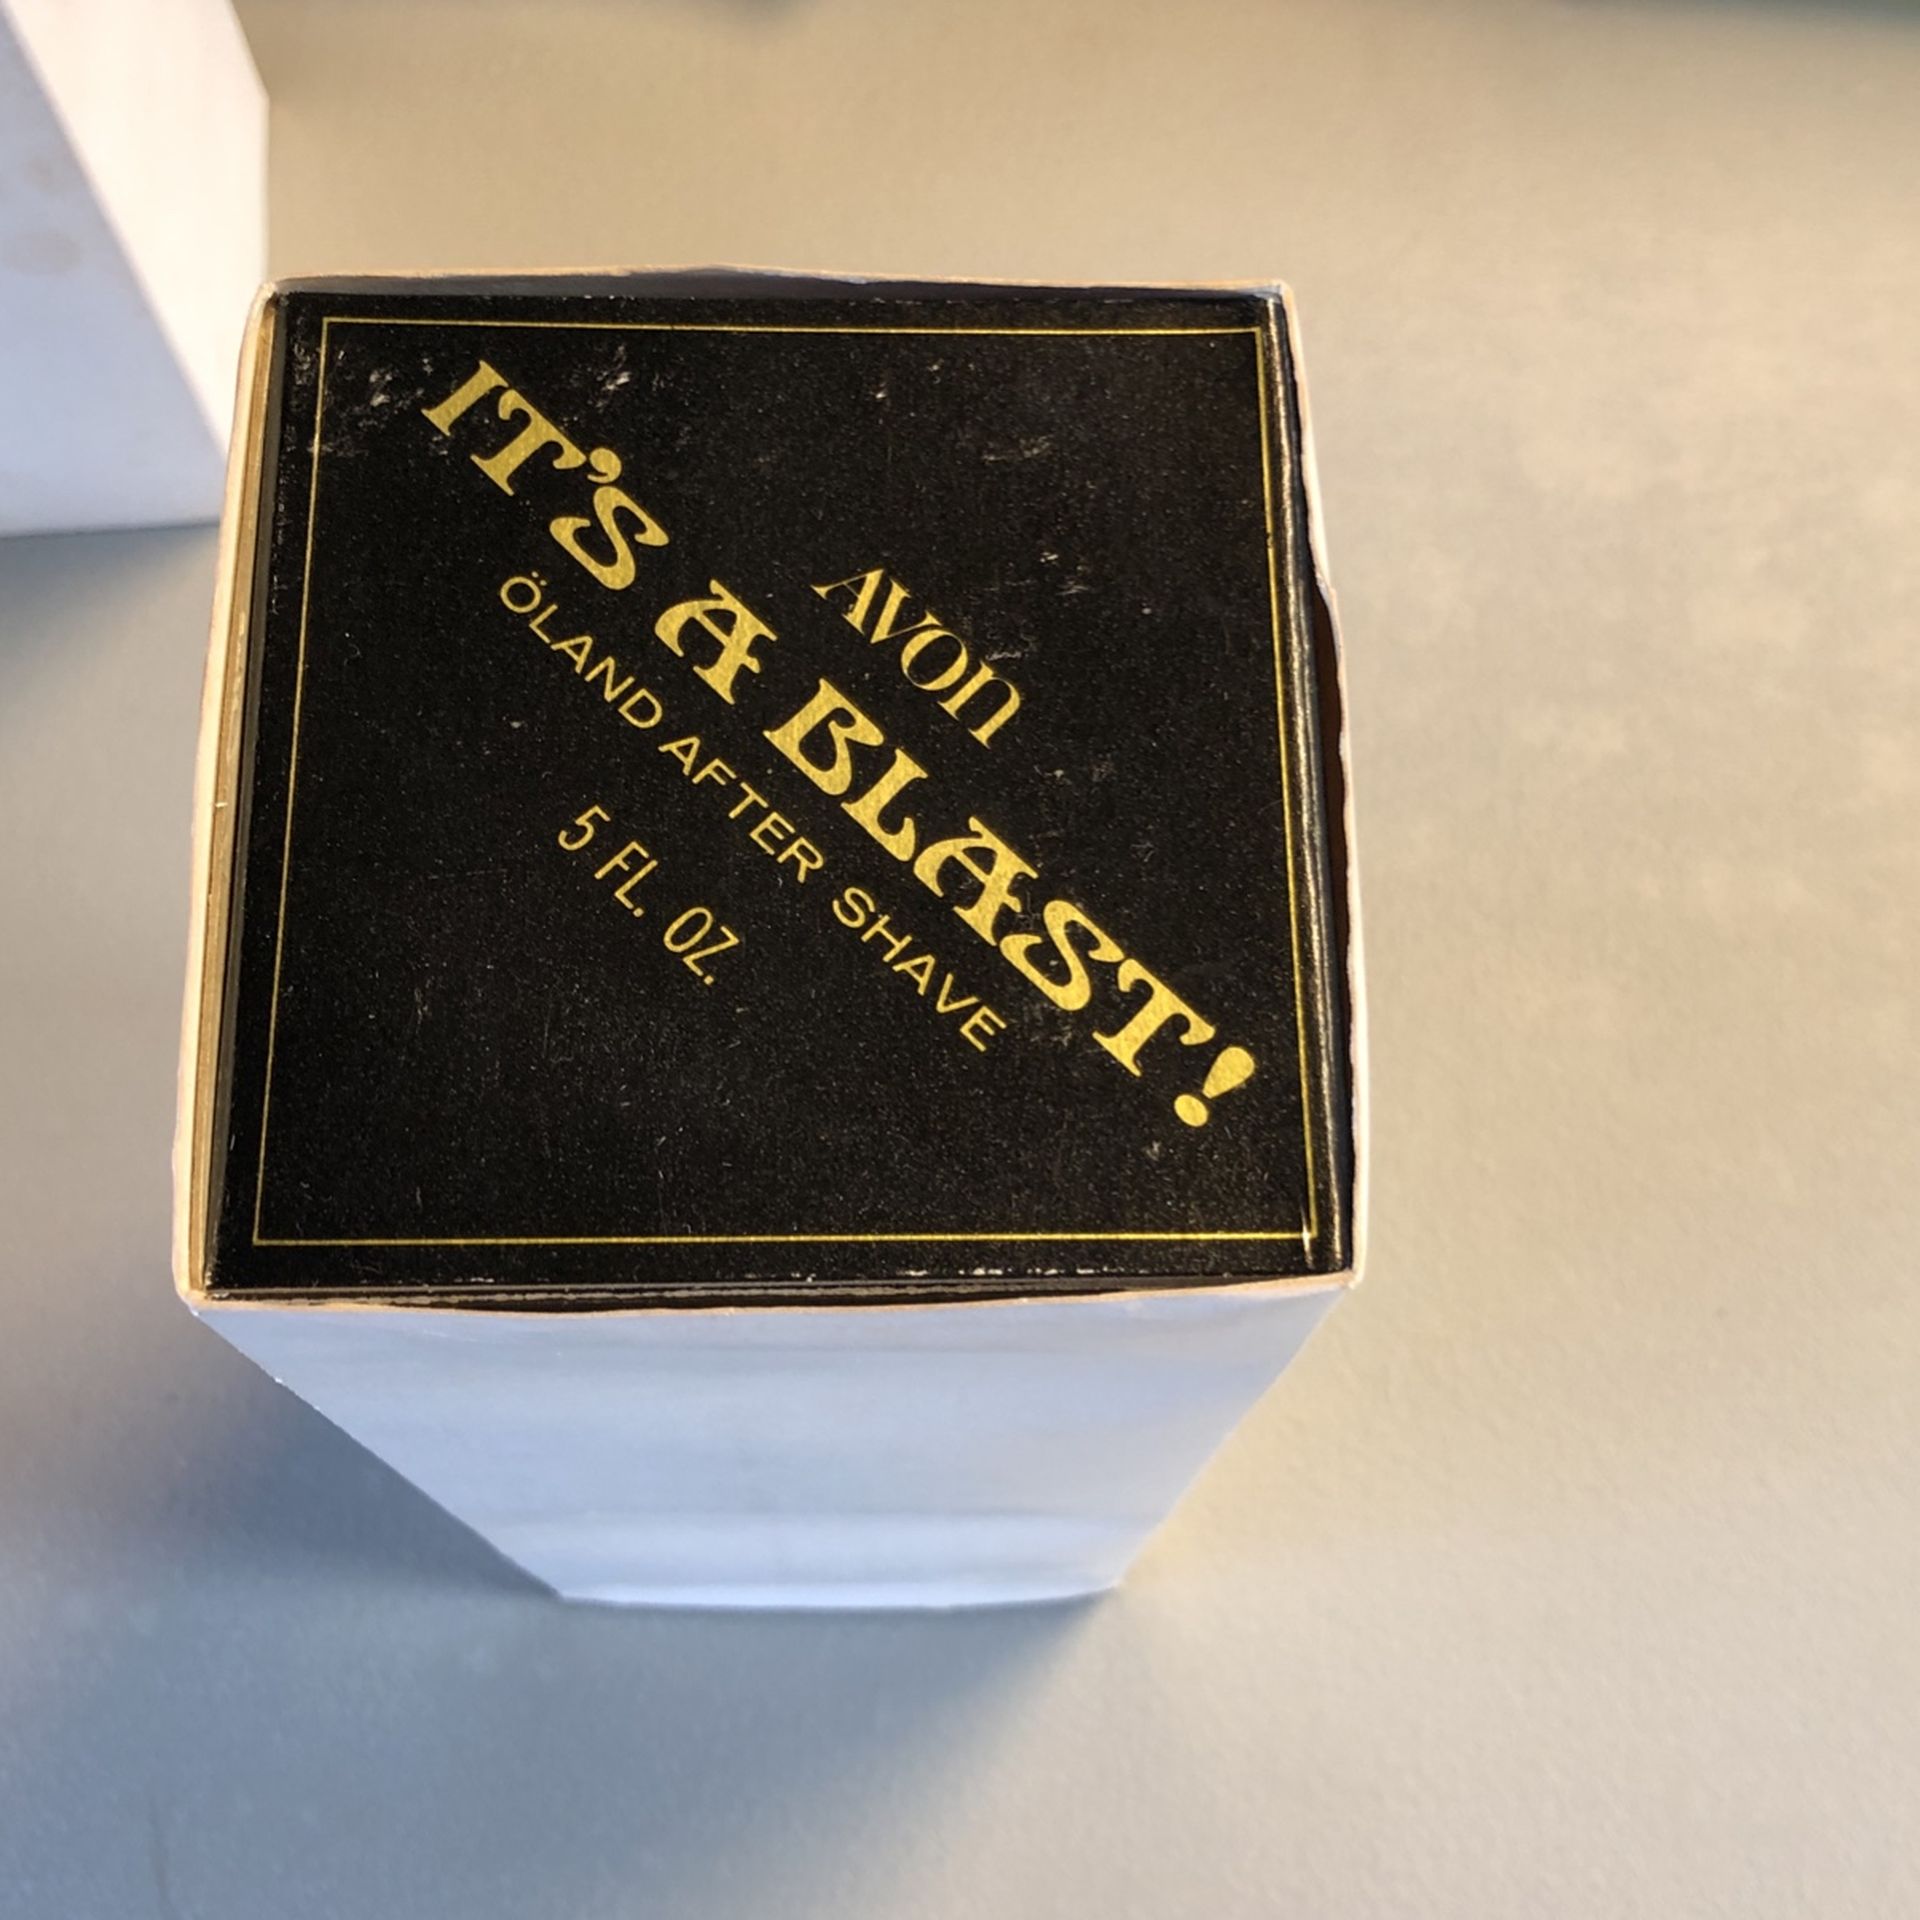 AVON
IT'S A BLAST!
ÖLAND AFTER SHAVE
5 FL. OZ.